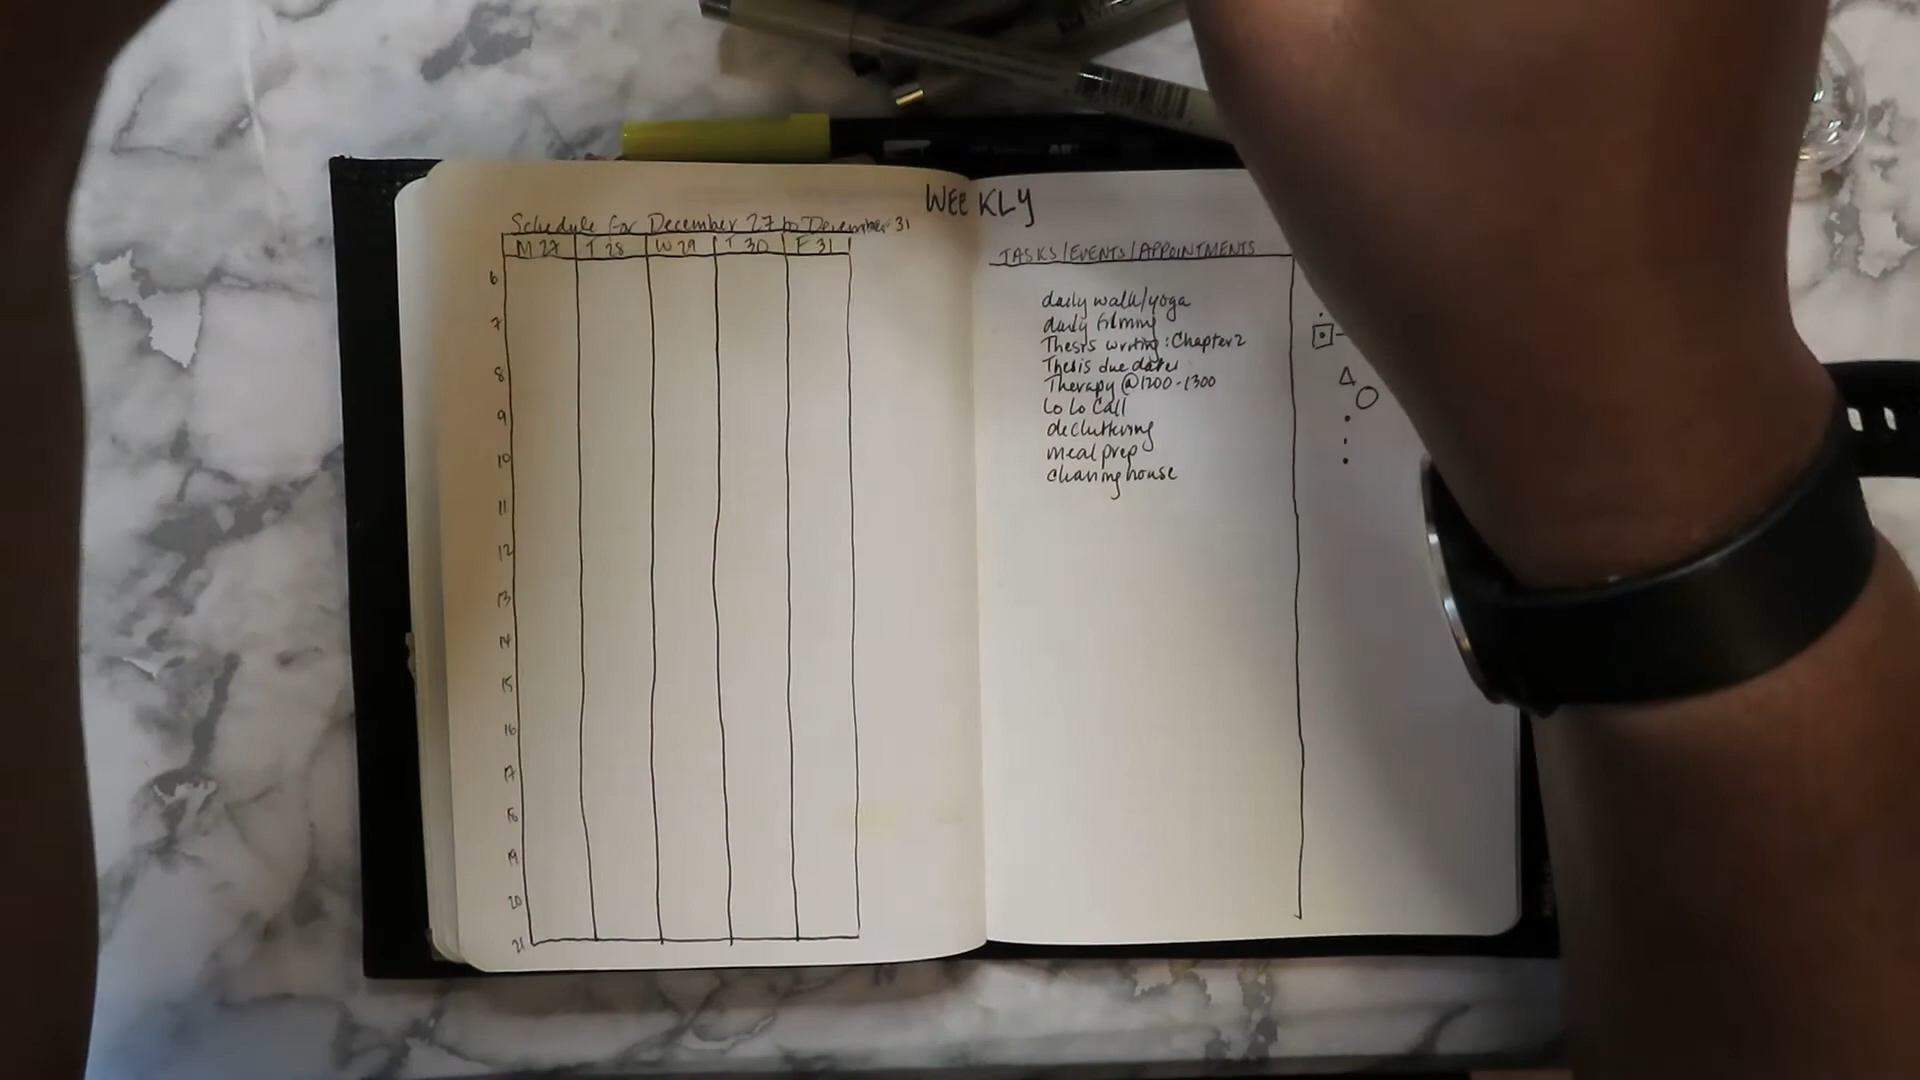 WEEKLY
Schedule for December 27 to December 31
M 27 T 28 W 29 T 30 F 31
6
7
8
9
10
11
12
13
14
15
16
17
18
19
20
21
TASKS/EVENTS/APPOINTMENTS
daily walk/yoga
daily filming
Thesis writing: Chapter 2
Thesis due date
Therapy @ 1200-1300
Lo Lo Call
decluttering
meal prep
cleaning house